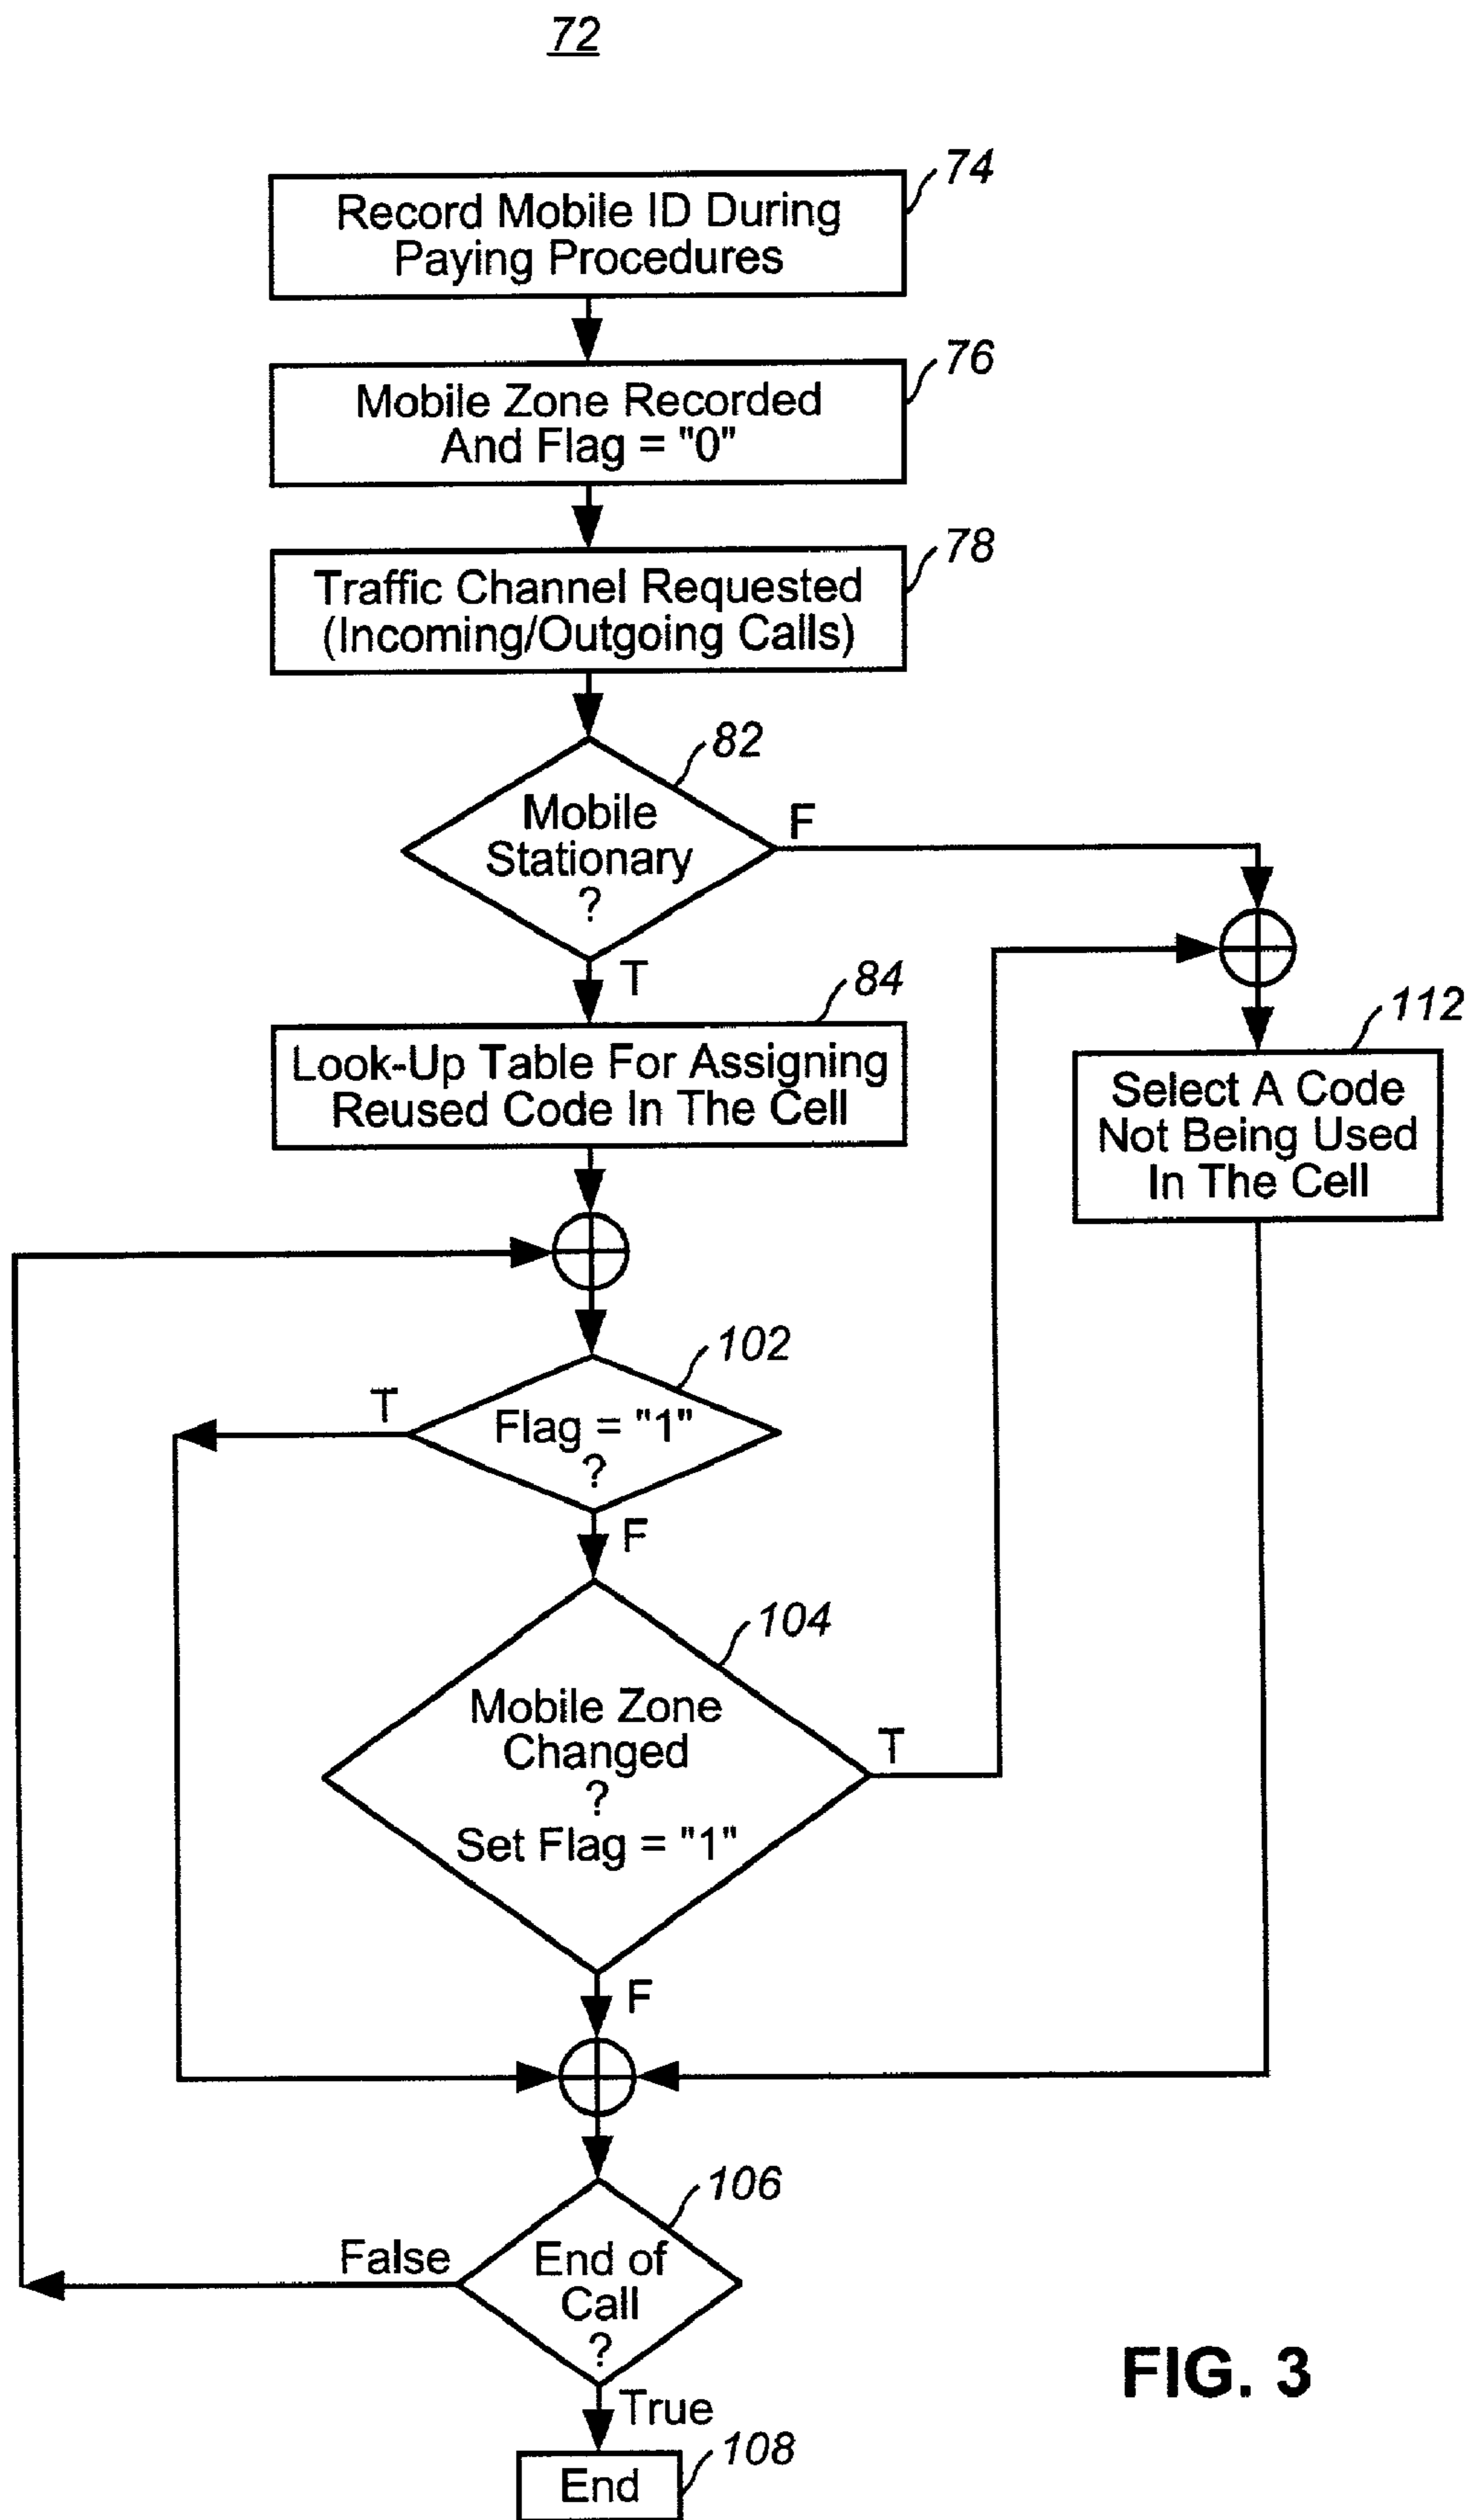 72
74
Record Mobile ID During
Paying Procedures
76
Mobile Zone Recorded
And Flag = "0"
78
Traffic Channel Requested
(Incoming/Outgoing Calls)
82
Mobile
Stationary
?
F
T
84
Look-Up Table For Assigning
Reused Code In The Cell
112
Select A Code
Not Being Used
In The Cell
102
T
Flag = "1"
?
F
104
Mobile Zone
Changed
?
Set Flag = "1"
T
F
106
False
End of
Call
?
True
108
End
FIG. 3